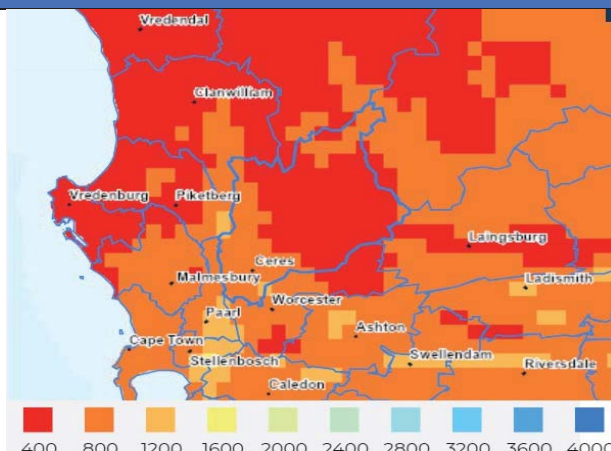 Vredendal
Clanwilliam
Vredenburg
Piketberg
Laingsburg
Ceres
Malmesbury
Ladismith
Worcester
Paarl
Ashton
Cape Town
Stellenbosch
Swellendam
Riversdale
Caledon
400 800 1200 1600 2000 2400 2800 3200 3600 4000